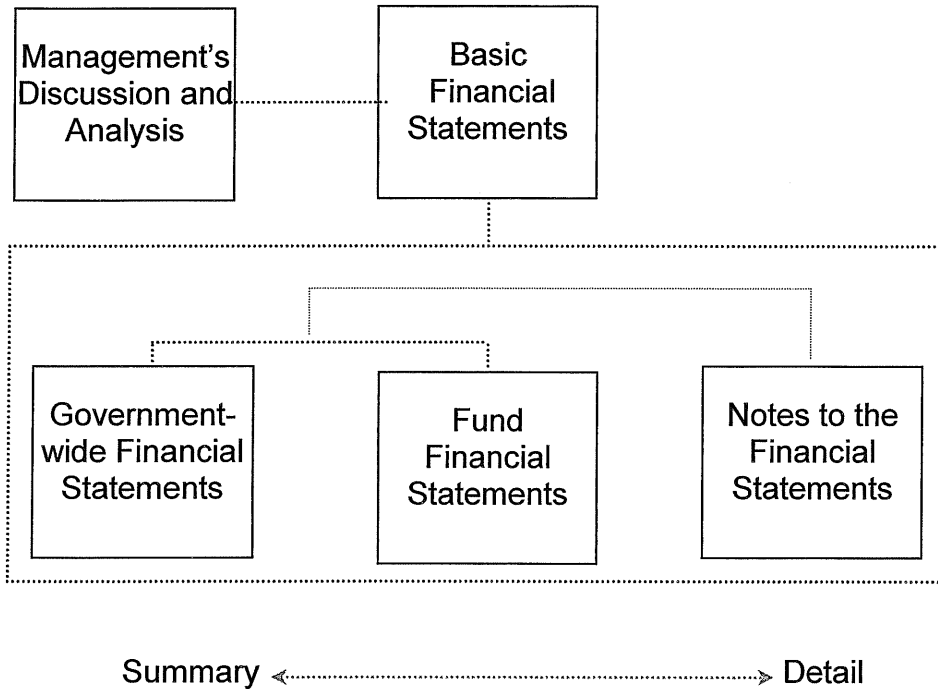 Management's
Discussion and
Analysis
Basic
Financial
Statements
Government-
wide Financial
Statements
Fund
Financial
Statements
Notes to the
Financial
Statements
Summary
Detail